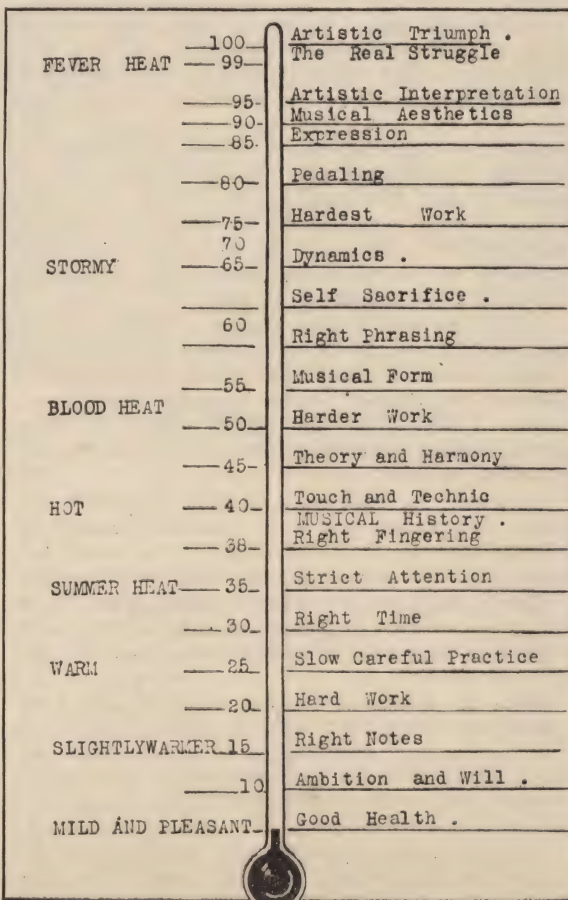 100 Artistic Triumph .
FEVER HEAT 99 The Real Struggle
95 Artistic Interpretation
90 Musical Aesthetics
85 Expression
80 Pedaling
75 Hardest Work
70
STORMY 65 Dynamics .
Self Sacrifice .
60
Right Phrasing
55 Musical Form
BLOOD HEAT
50 Harder Work
45 Theory and Harmony
HOT 40 Touch and Technic
MUSICAL History .
38 Right Fingering
SUMMER HEAT 35 Strict Attention
30 Right Time
WARM 25 Slow Careful Practice
20 Hard Work
SLIGHTLYWARMER 15 Right Notes
10 Ambition and Will .
MILD AND PLEASANT Good Health .